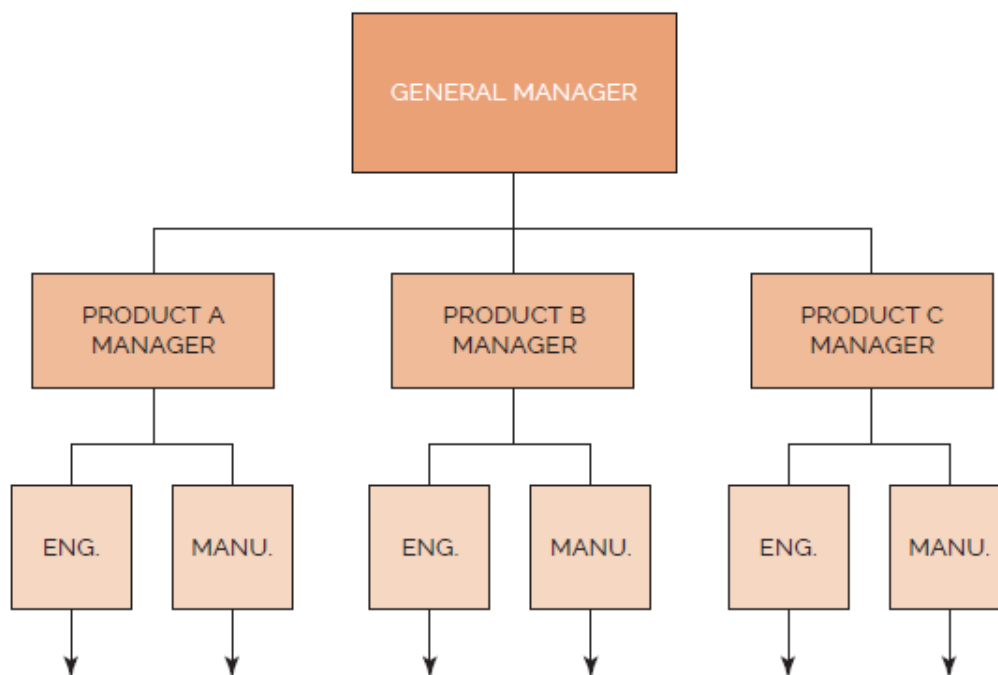 GENERAL MANAGER
PRODUCT A
MANAGER
PRODUCT B
MANAGER
PRODUCT C
MANAGER
ENG.
MANU.
ENG.
MANU.
ENG.
MANU.